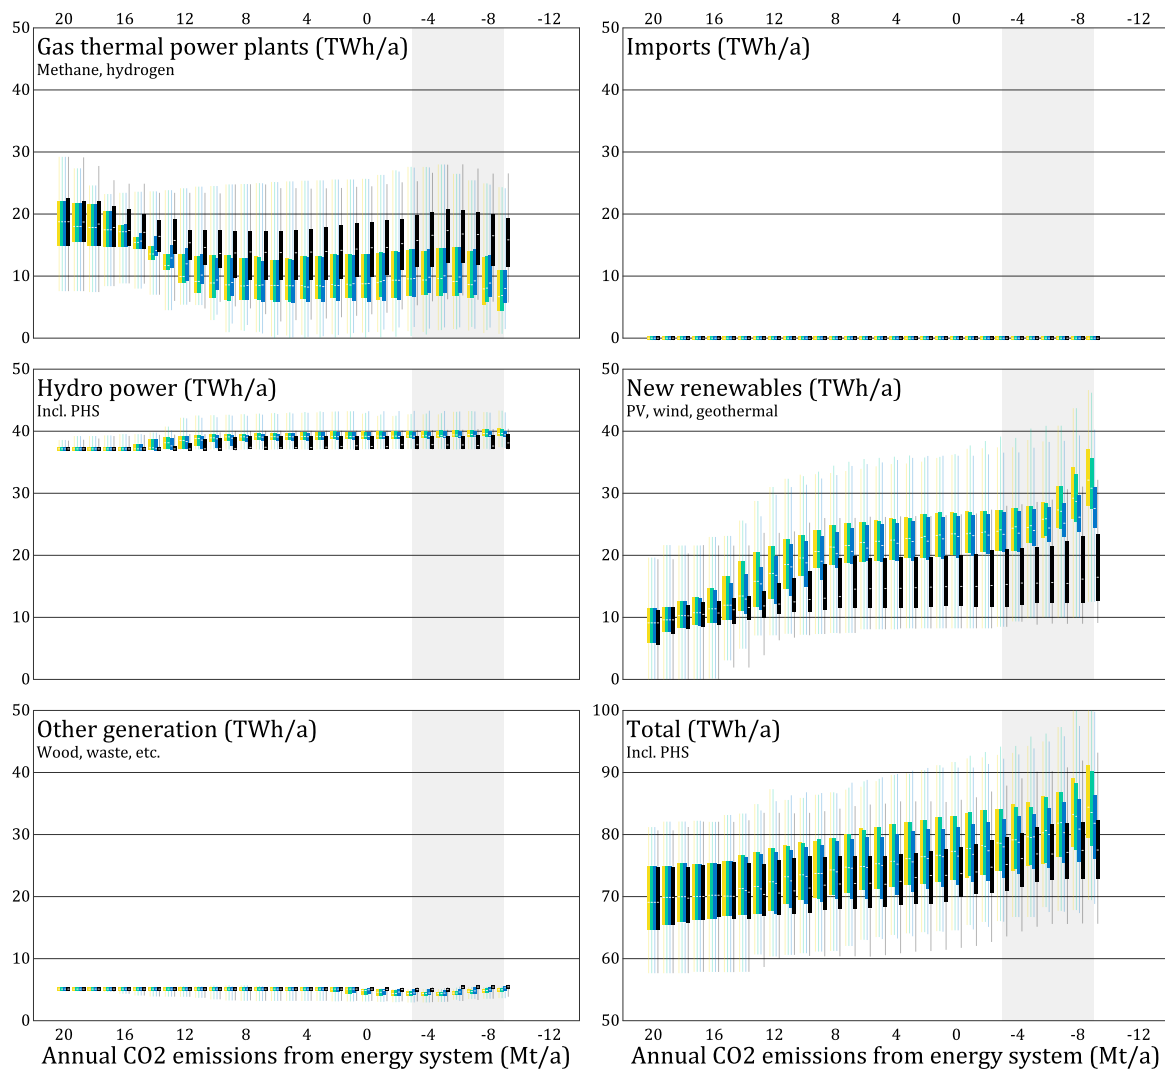 20 16 12 8 4 0 -4 -8 -12
20 16 12 8 4 0 -4 -8 -12
50
Gas thermal power plants (TWh/a)
Methane, hydrogen
40
30
20
10
0
50
Imports (TWh/a)
40
30
20
10
0
50
Hydro power (TWh/a)
Incl. PHS
40
30
20
10
0
50
New renewables (TWh/a)
PV, wind, geothermal
40
30
20
10
0
50
Other generation (TWh/a)
Wood, waste, etc.
40
30
20
10
0
20 16 12 8 4 0 -4 -8 -12
Annual CO2 emissions from energy system (Mt/a)
100
Total (TWh/a)
Incl. PHS
90
80
70
60
50
20 16 12 8 4 0 -4 -8 -12
Annual CO2 emissions from energy system (Mt/a)